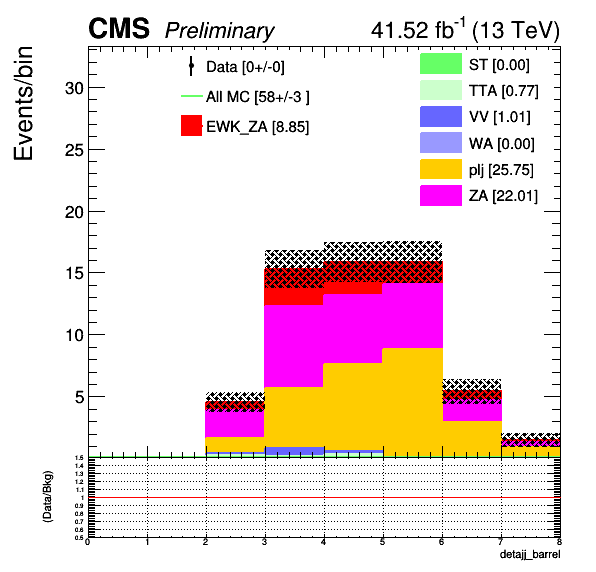 CMS Preliminary 41.52 fb-1 (13 TeV)
Events/bin
Data [0+/-0]
All MC [58+/-3 ]
EWK_ZA [8.85]
ST [0.00]
TTA [0.77]
VV [1.01]
WA [0.00]
plj [25.75]
ZA [22.01]
30
25
20
15
10
5
(Data/Bkg)
1.5
1.4
1.3
1.2
1.1
1
0.9
0.8
0.7
0.6
0.5
0 1 2 3 4 5 6 7 8
detajj_barrel